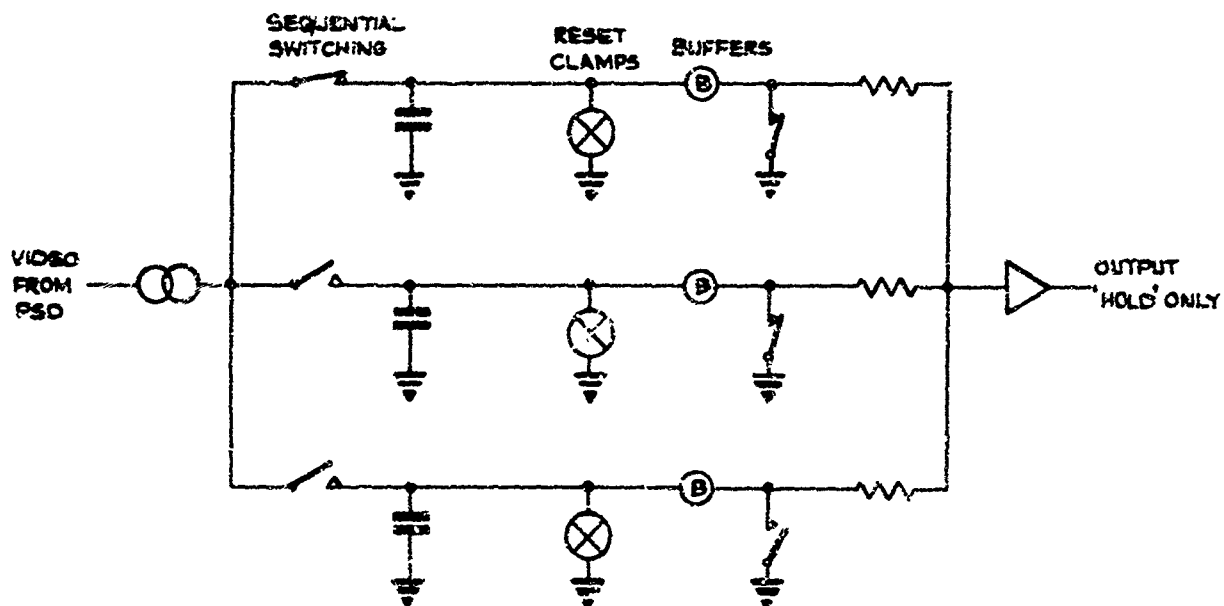 SEQUENTIAL
SWITCHING
RESET
CLAMPS
BUFFERS
B
VIDEO
FROM
PSD
B
OUTPUT
'HOLD' ONLY
B